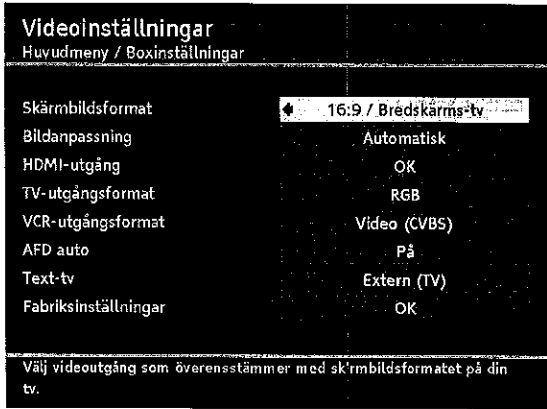 Videoinställningar
Huvudmeny / Boxinställningar
Skärmbildsformat 16:9 / Bredskärms-tv
Bildanpassning Automatisk
HDMI-utgång OK
TV-utgångsformat RGB
VCR-utgångsformat Video (CVBS)
AFD auto På
Text-tv Extern (TV)
Fabriksinställningar OK
Välj videoutgång som överensstämmer med sk'rmbildsformatet på din
tv.